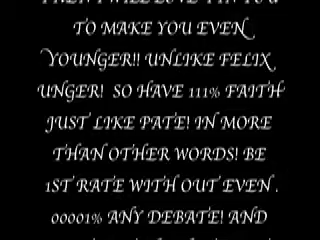 TO MAKE YOU EVEN
YOUNGER!! UNLIKE FELIX
UNGER! SO HAVE 111% FAITH
JUST LIKE PATE! IN MORE
THAN OTHER WORDS! BE
1ST RATE WITH OUT EVEN .
00001% ANY DEBATE! AND